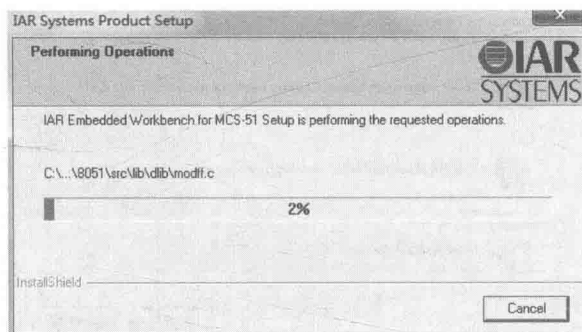 IAR Systems Product Setup
Performing Operations
IAR
SYSTEMS
IAR Embedded Workbench for MCS-51 Setup is performing the requested operations.
C:\...\8051\src\lib\dlib\modff.c
2%
InstallShield
Cancel